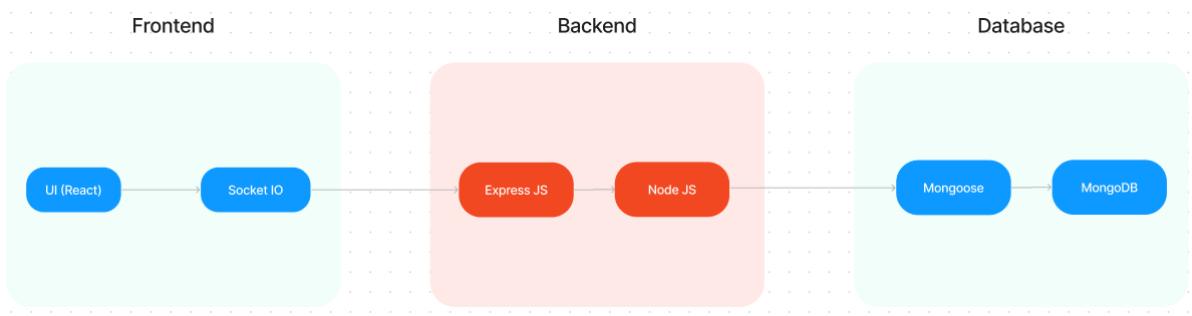 Frontend
Backend
Database
UI (React)
Socket IO
Express JS
Node JS
Mongoose
MongoDB